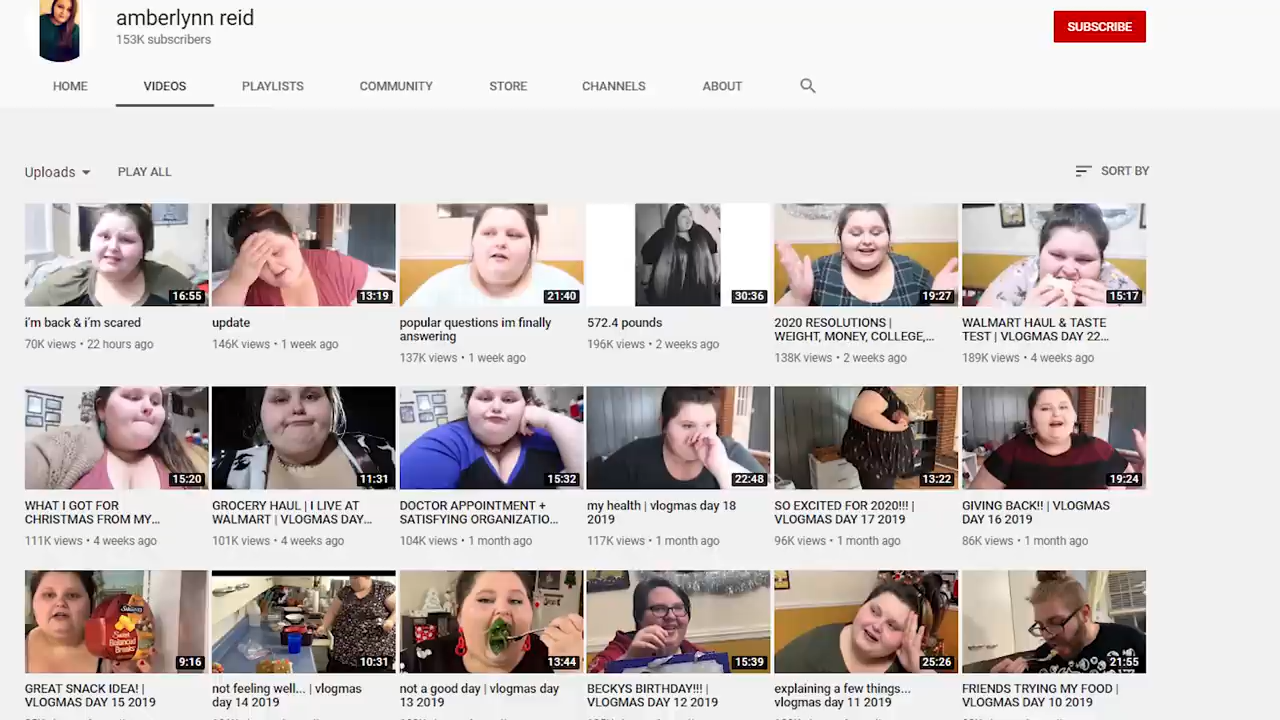 amberlynn reid
153K subscribers
SUBSCRIBE
HOME VIDEOS PLAYLISTS COMMUNITY STORE CHANNELS ABOUT
Uploads PLAY ALL SORT BY
16:55 13:19 21:40 30:36 19:27 15:17
i'm back & i'm scared
70K views • 22 hours ago
update
146K views • 1 week ago
popular questions im finally
answering
137K views • 1 week ago
572.4 pounds
196K views • 2 weeks ago
2020 RESOLUTIONS |
WEIGHT, MONEY, COLLEGE,...
138K views • 2 weeks ago
WALMART HAUL & TASTE
TEST | VLOGMAS DAY 22...
189K views • 4 weeks ago
15:20 11:31 15:32 22:48 13:22 19:24
WHAT I GOT FOR
CHRISTMAS FROM MY...
111K views • 4 weeks ago
GROCERY HAUL | I LIVE AT
WALMART | VLOGMAS DAY...
101K views • 4 weeks ago
DOCTOR APPOINTMENT +
SATISFYING ORGANIZATIO...
104K views • 1 month ago
my health | vlogmas day 18
2019
117K views • 1 month ago
SO EXCITED FOR 2020!!! |
VLOGMAS DAY 17 2019
96K views • 1 month ago
GIVING BACK!! | VLOGMAS
DAY 16 2019
86K views • 1 month ago
Balanced
Breaks
9:16 10:31 13:44 15:39 25:26 21:55
GREAT SNACK IDEA! |
VLOGMAS DAY 15 2019
not feeling well... | vlogmas
day 14 2019
not a good day | vlogmas day
13 2019
BECKYS BIRTHDAY!!! |
VLOGMAS DAY 12 2019
explaining a few things...
vlogmas day 11 2019
FRIENDS TRYING MY FOOD |
VLOGMAS DAY 10 2019